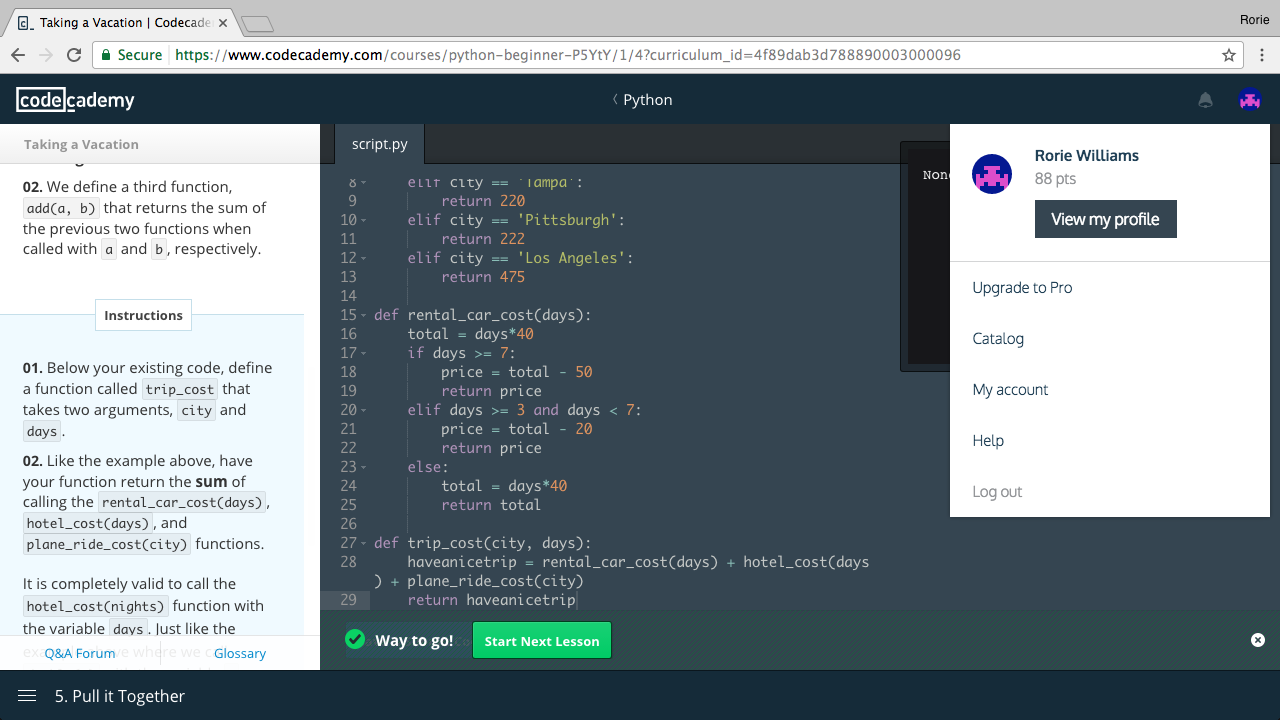 Taking a Vacation | Codecade
Rorie
Secure
https://www.codecademy.com/courses/python-beginner-P5YtY/1/4?curriculum_id=4f89dab3d788890003000096
codecademy
Python
Taking a Vacation
script.py
02. We define a third function,
add(a, b) that returns the sum of
the previous two functions when
called with a and b, respectively.
Instructions
01. Below your existing code, define
a function called trip_cost that
takes two arguments, city and
days.
02. Like the example above, have
your function return the sum of
calling the rental_car_cost(days),
hotel_cost(days), and
plane_ride_cost(city) functions.
It is completely valid to call the
hotel_cost(nights) function with
the variable days. Just like the
Q&A Forum
Glossary
8 elif city == 'Tampa':
9 return 220
10 elif city == 'Pittsburgh':
11 return 222
12 elif city == 'Los Angeles':
13 return 475
14
15 def rental_car_cost(days):
16 total = days*40
17 if days >= 7:
18 price = total - 50
19 return price
20 elif days >= 3 and days < 7:
21 price = total - 20
22 return price
23 else:
24 total = days*40
25 return total
26
27 def trip_cost(city, days):
28 haveanicetrip = rental_car_cost(days) + hotel_cost(days
) + plane_ride_cost(city)
29 return haveanicetrip
Way to go!
Start Next Lesson
Rorie Williams
88 pts
View my profile
Upgrade to Pro
Catalog
My account
Help
Log out
5. Pull it Together